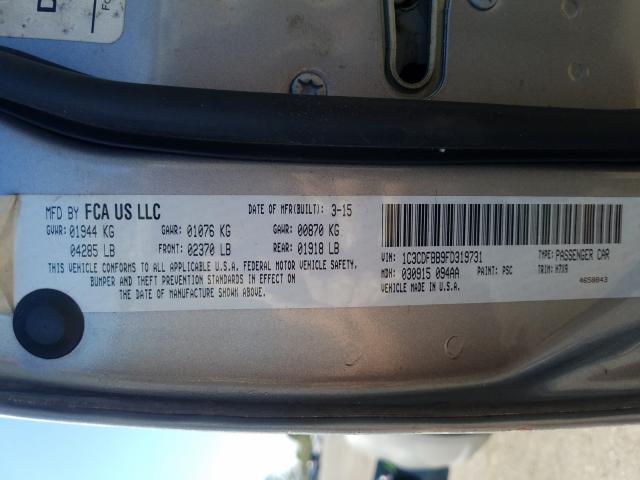 D
MFD BY FCA US LLC DATE OF MFR(BUILT): 3-15
GVWR: 01944 KG GAWR: 01076 KG GAWR: 00870 KG
04285 LB FRONT: 02370 LB REAR: 01918 LB
THIS VEHICLE CONFORMS TO ALL APPLICABLE U.S.A. FEDERAL MOTOR VEHICLE SAFETY,
BUMPER AND THEFT PREVENTION STANDARDS IN EFFECT ON
THE DATE OF MANUFACTURE SHOWN ABOVE.
VIN: 1C3CDFBB9FD319731 TYPE: PASSENGER CAR
MDH: 030915 094AA PAINT: PSC TRIM: H7X9
VEHICLE MADE IN U.S.A. 4658843